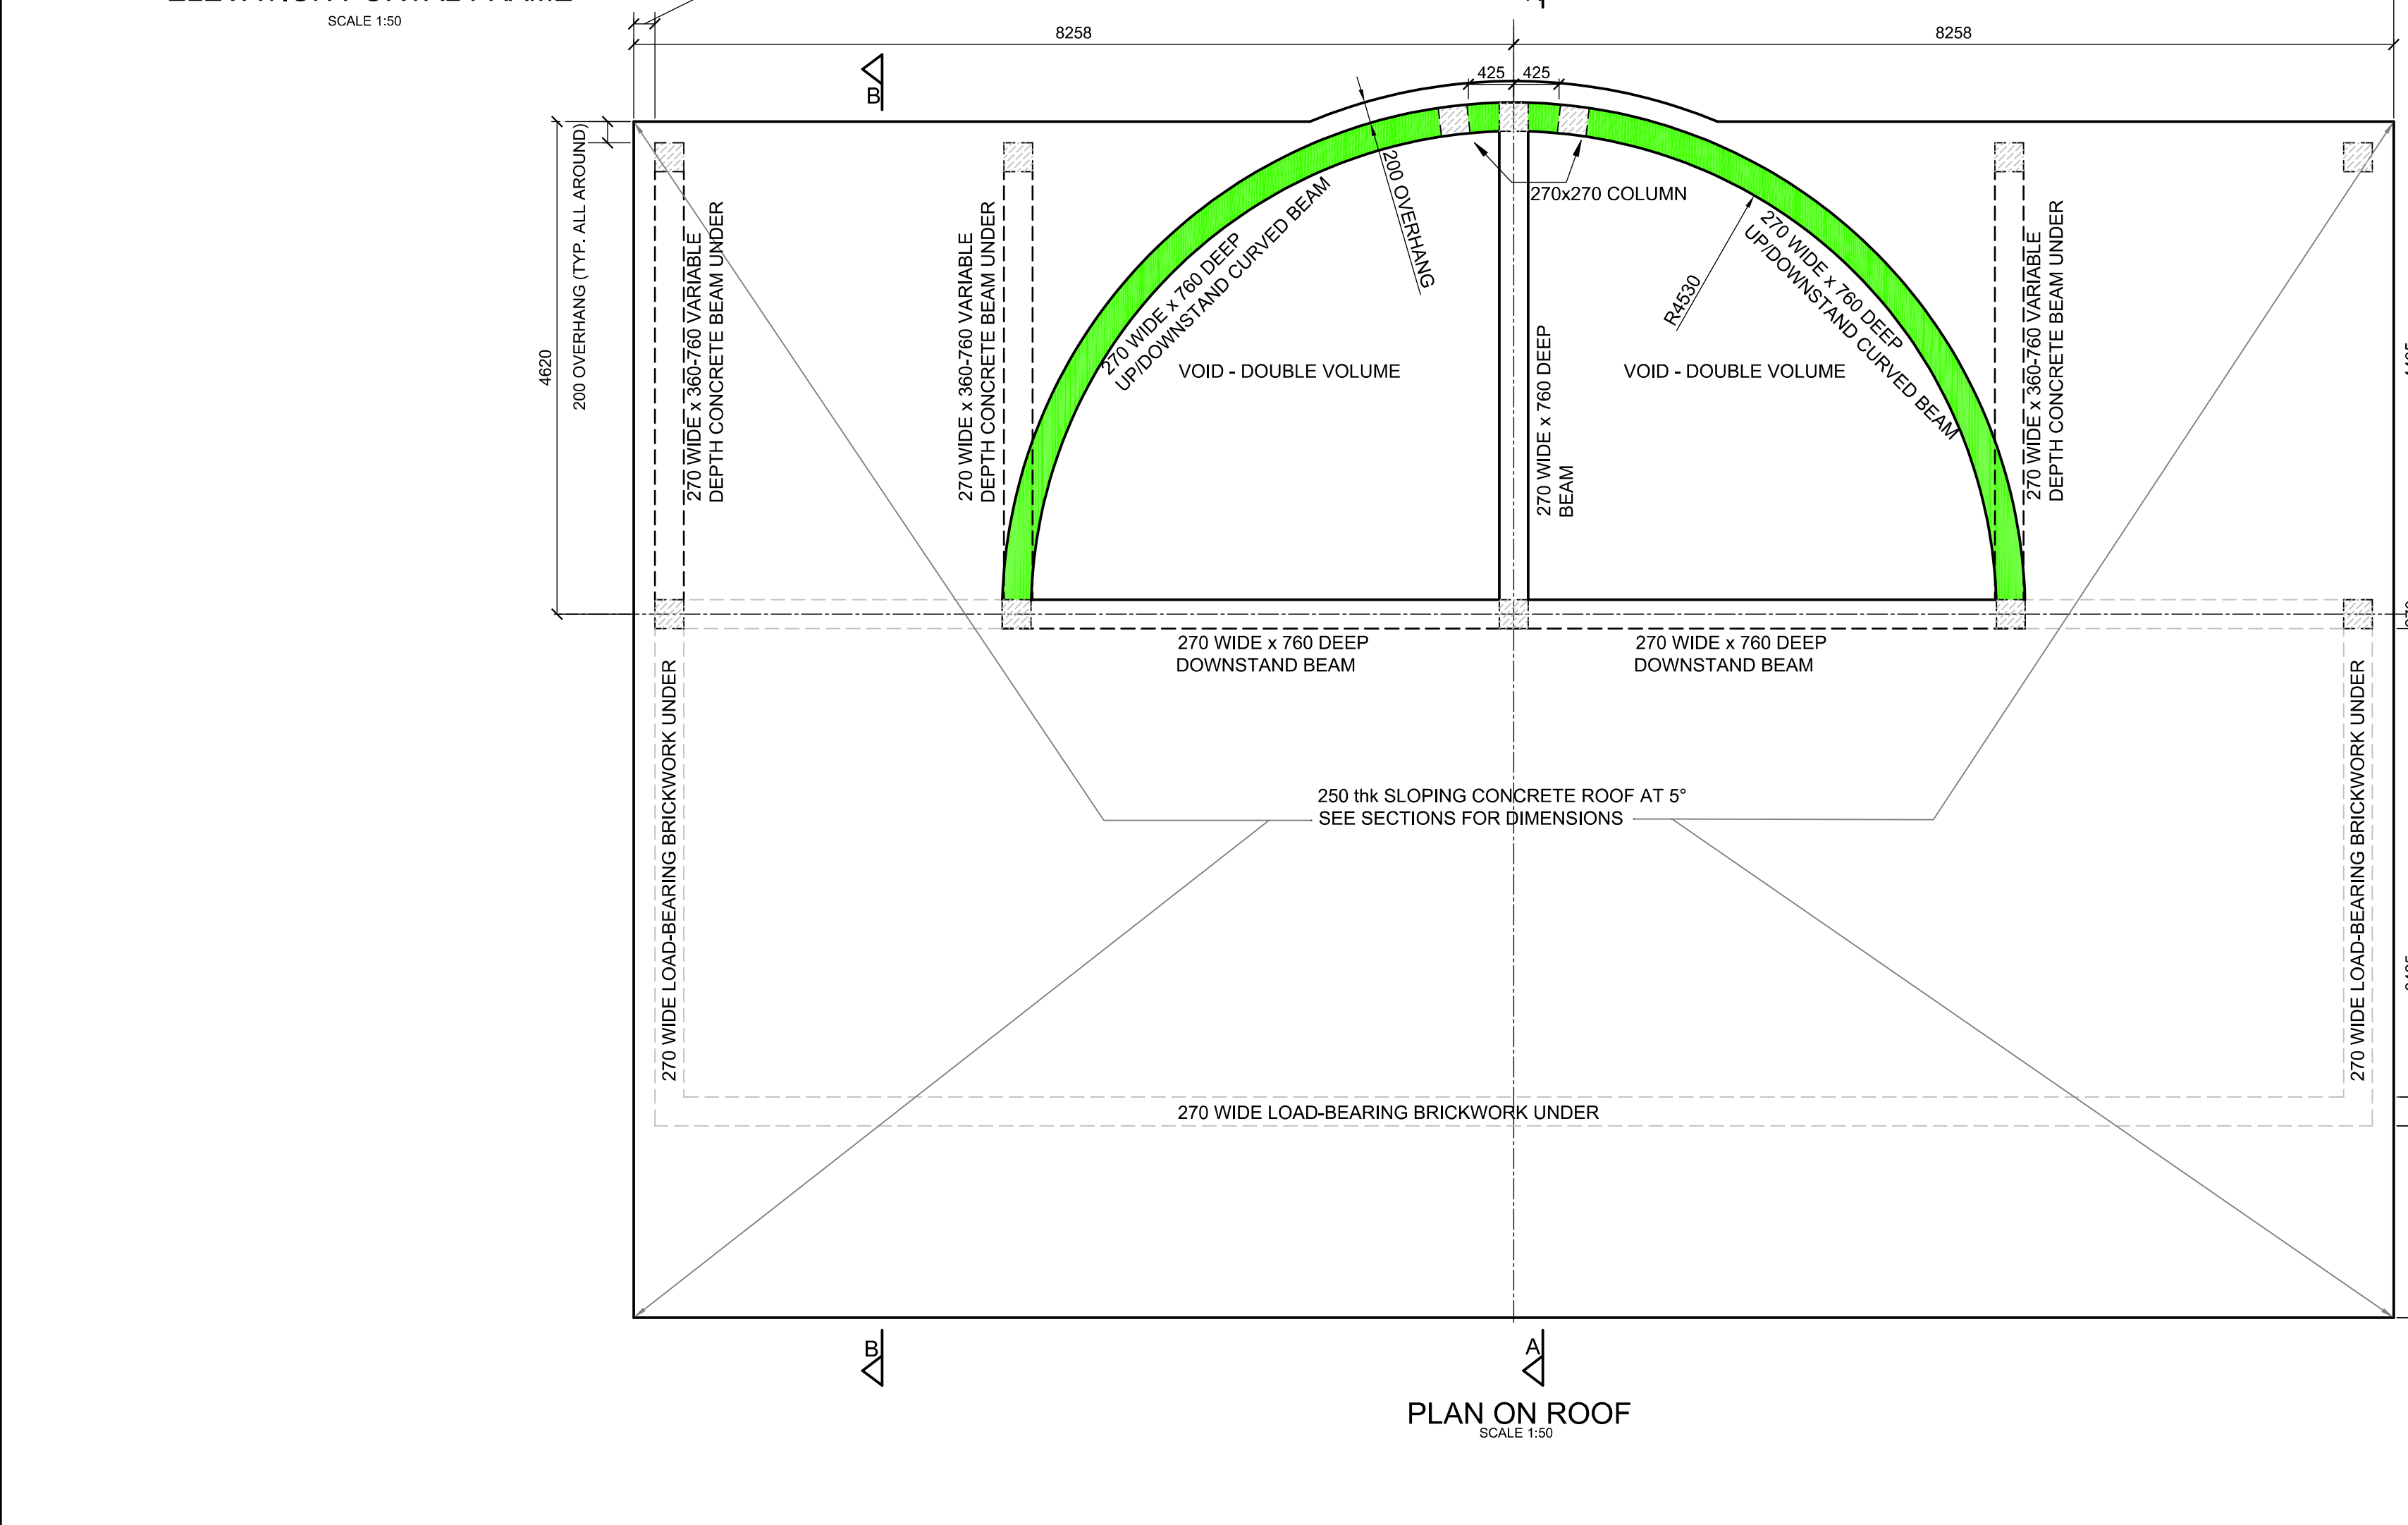 SCALE 1:50
8258
8258
B
425
425
4620
200 OVERHANG (TYP. ALL AROUND)
270 WIDE x 360-760 VARIABLE
DEPTH CONCRETE BEAM UNDER
270 WIDE x 360-760 VARIABLE
DEPTH CONCRETE BEAM UNDER
270 WIDE x 760 DEEP
UP/DOWNSTAND CURVED BEAM
200 OVERHANG
270x270 COLUMN
R4530
270 WIDE x 760 DEEP
UP/DOWNSTAND CURVED BEAM
270 WIDE x 360-760 VARIABLE
DEPTH CONCRETE BEAM UNDER
VOID - DOUBLE VOLUME
270 WIDE x 760 DEEP
BEAM
VOID - DOUBLE VOLUME
270 WIDE x 760 DEEP
DOWNSTAND BEAM
270 WIDE x 760 DEEP
DOWNSTAND BEAM
270 WIDE LOAD-BEARING BRICKWORK UNDER
250 thk SLOPING CONCRETE ROOF AT 5°
SEE SECTIONS FOR DIMENSIONS
270 WIDE LOAD-BEARING BRICKWORK UNDER
270 WIDE LOAD-BEARING BRICKWORK UNDER
B
A
PLAN ON ROOF
SCALE 1:50